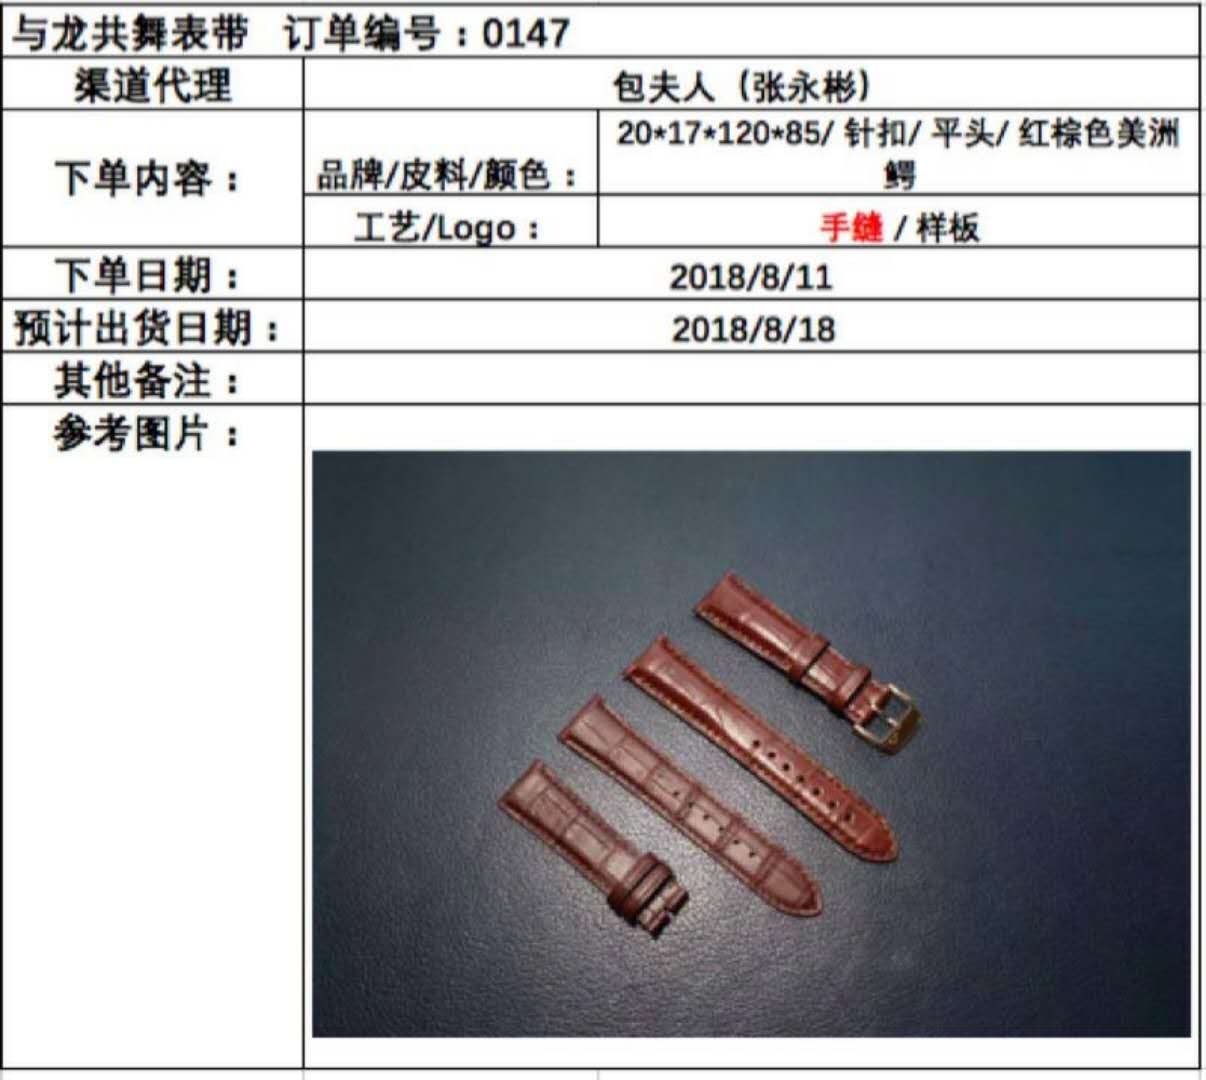 与龙共舞表带 订单编号：0147
渠道代理
包夫人（张永彬）
下单内容：
品牌/皮料/颜色：
20*17*120*85/ 针扣/ 平头/ 红棕色美洲
鳄
工艺/Logo：
手缝 / 样板
下单日期：
2018/8/11
预计出货日期：
2018/8/18
其他备注：
参考图片：